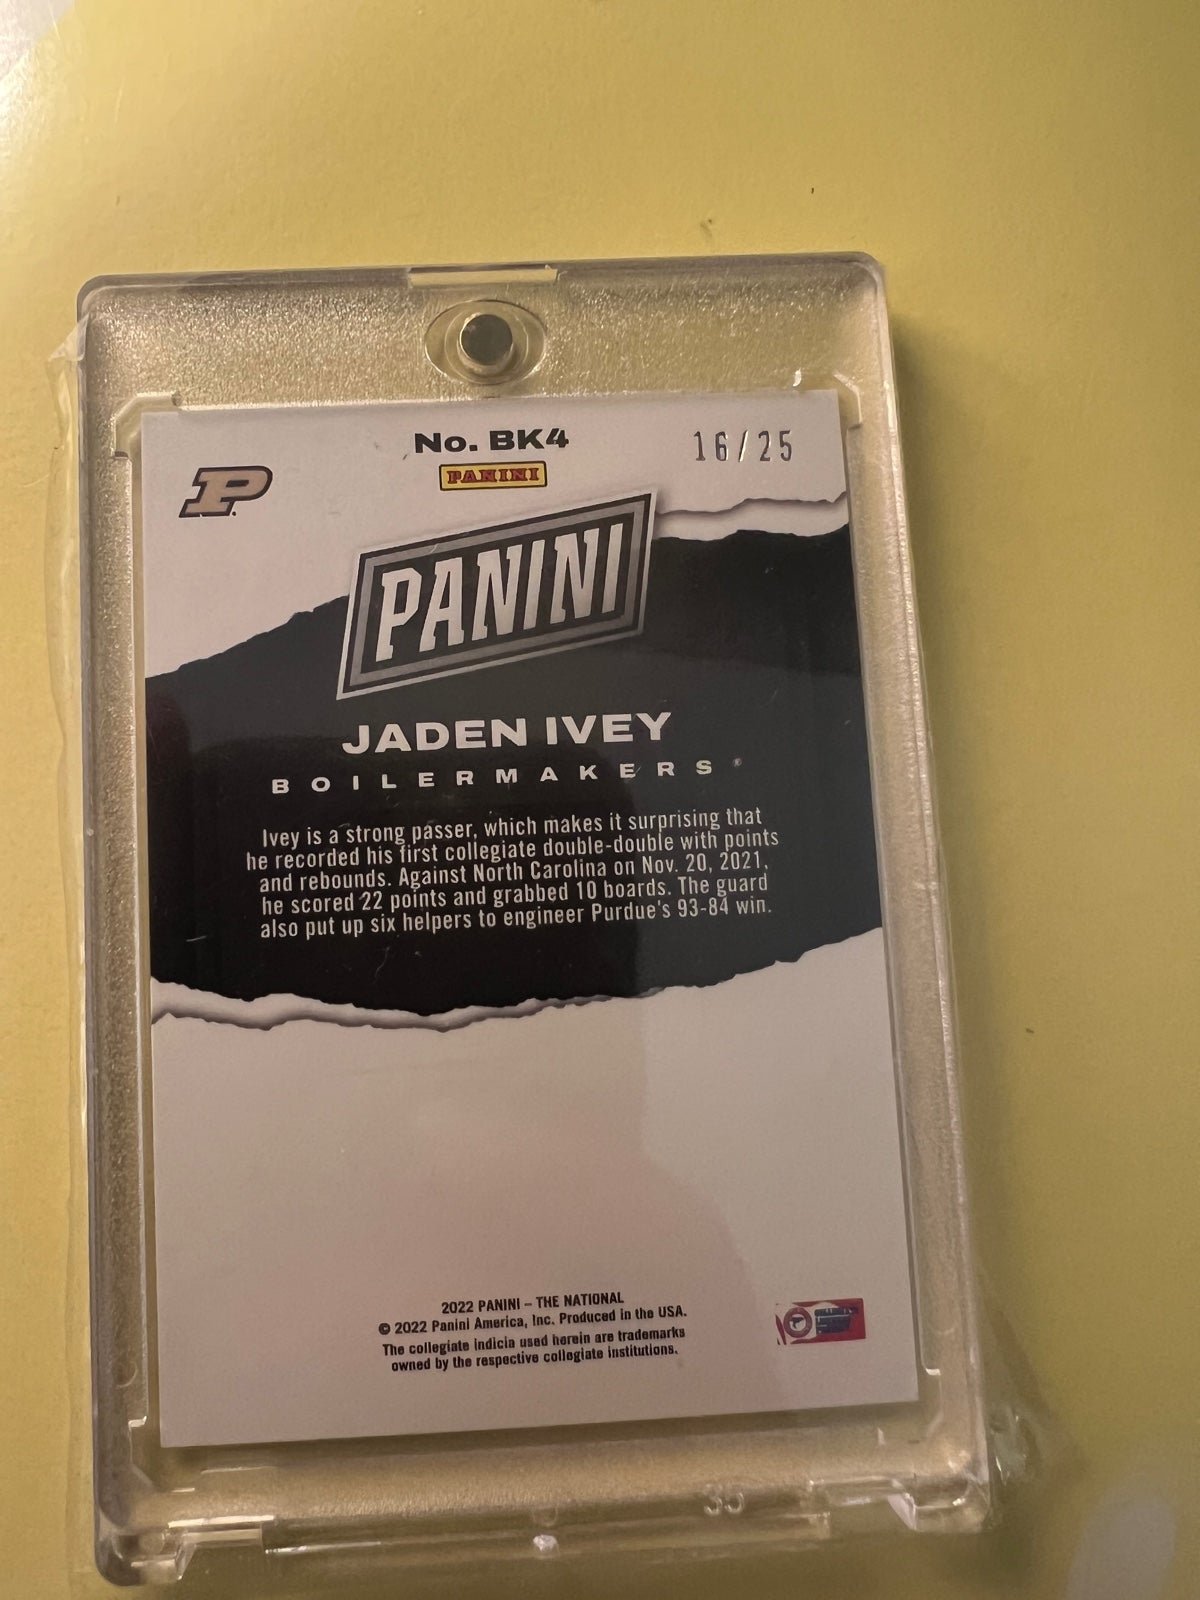 No. BK4
16/25
PANINI
P
PANINI
JADEN IVEY
BOILERMAKERS®
Ivey is a strong passer, which makes it surprising that
he recorded his first collegiate double-double with points
and rebounds. Against North Carolina on Nov. 20, 2021,
he scored 22 points and grabbed 10 boards. The guard
also put up six helpers to engineer Purdue's 93-84 win.
2022 PANINI – THE NATIONAL
© 2022 Panini America, Inc. Produced in the USA.
The collegiate indicia used herein are trademarks
owned by the respective collegiate institutions.
35